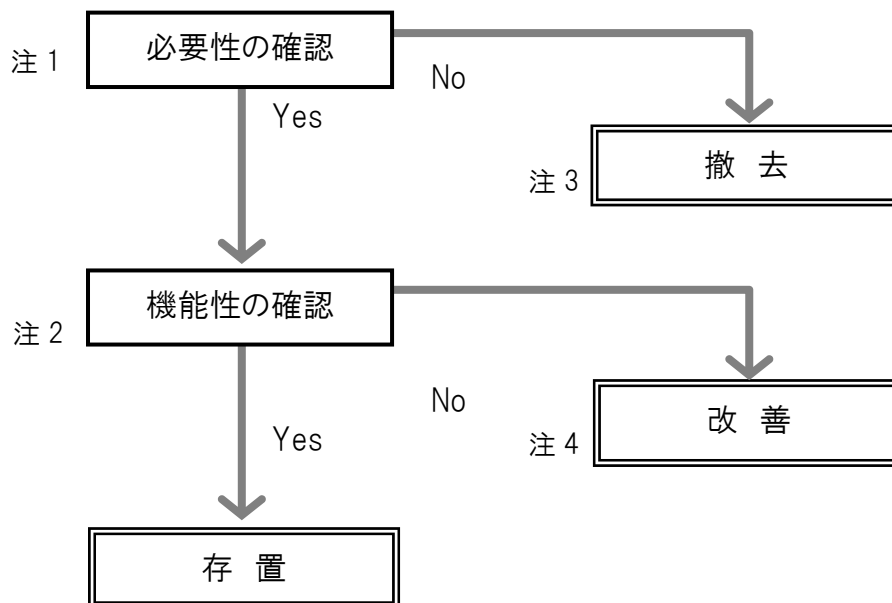 注 1
必要性の確認
No
Yes
注 3
撤 去
注 2
機能性の確認
No
Yes
注 4
改 善
存 置